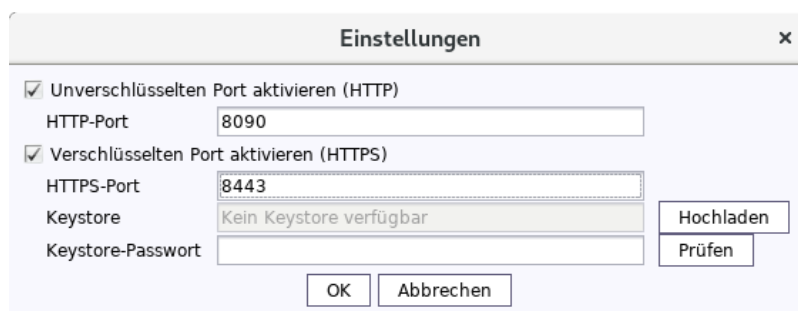 Einstellungen
Unverschlüsselten Port aktivieren (HTTP)
HTTP-Port 8090
Verschlüsselten Port aktivieren (HTTPS)
HTTPS-Port 8443
Keystore Kein Keystore verfügbar Hochladen
Keystore-Passwort Prüfen
OK Abbrechen